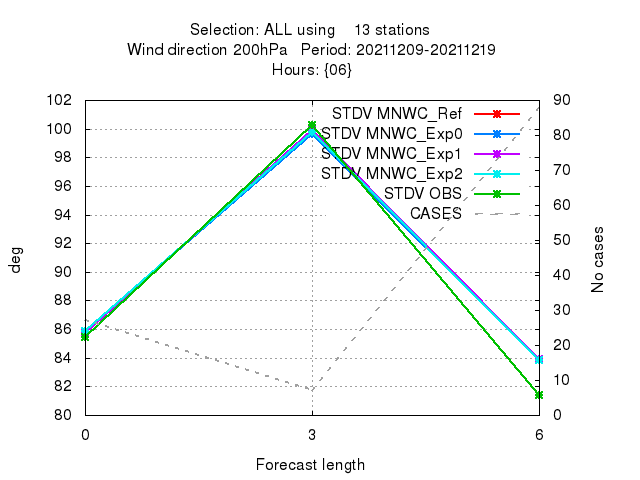 Selection: ALL using 13 stations
Wind direction 200hPa Period: 20211209-20211219
Hours: {06}
102 90
100 80
98 70
96 60
94 50
92 40
90 30
88 20
86 10
84 0
82
80
STDV MNWC_Ref
STDV MNWC_Exp0
STDV MNWC_Exp1
STDV MNWC_Exp2
STDV OBS
CASES
deg
No cases
0 3 6
Forecast length